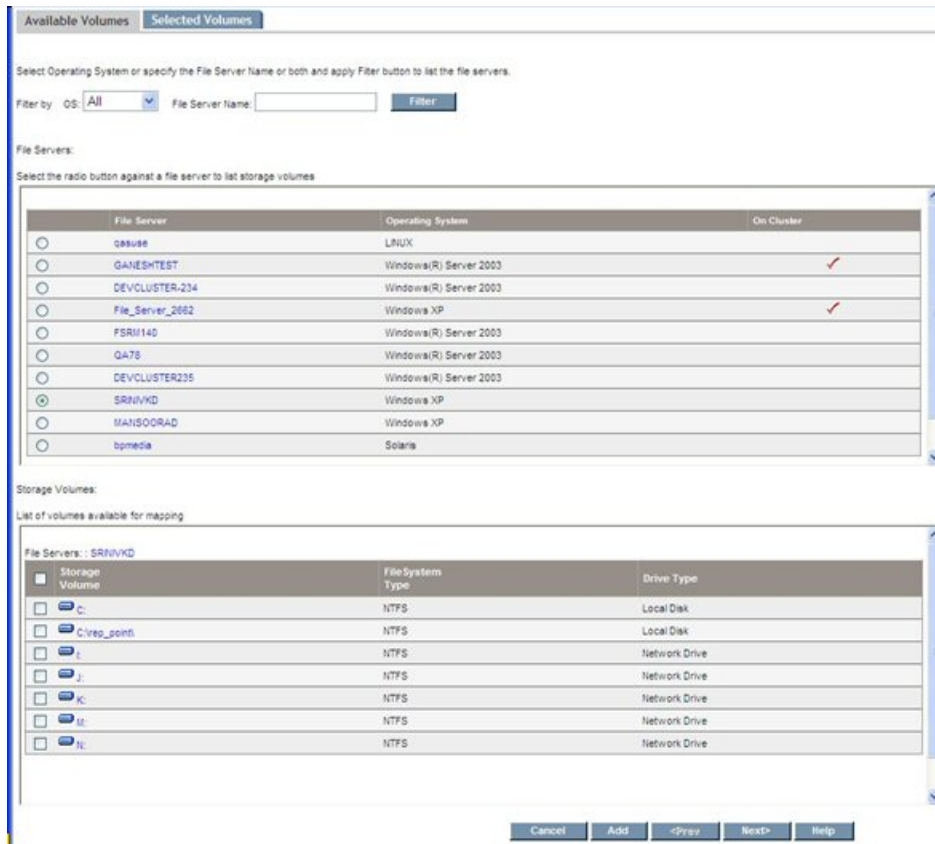 Available Volumes Selected Volumes
Select Operating System or specify the File Server Name or both and apply Filter button to list the file servers.
Filter by OS: All File Server Name: Filter
File Servers:
Select the radio button against a file server to list storage volumes
File Server Operating System On Cluster
qasuse LINUX
GANESHTEST Windows(R) Server 2003
DEVCLUSTER-234 Windows(R) Server 2003
File_Server_2662 Windows XP
FSRM140 Windows(R) Server 2003
QA78 Windows(R) Server 2003
DEVCLUSTER235 Windows(R) Server 2003
SRINIVKD Windows XP
MANSOORAD Windows XP
bpmedia Solaris
Storage Volumes:
List of volumes available for mapping
File Servers: : SRINIVKD
Storage Volume FileSystem Type Drive Type
C: NTFS Local Disk
C:\rep_point\ NTFS Local Disk
I: NTFS Network Drive
J: NTFS Network Drive
K: NTFS Network Drive
M: NTFS Network Drive
N: NTFS Network Drive
Cancel Add <Prev Next> Help